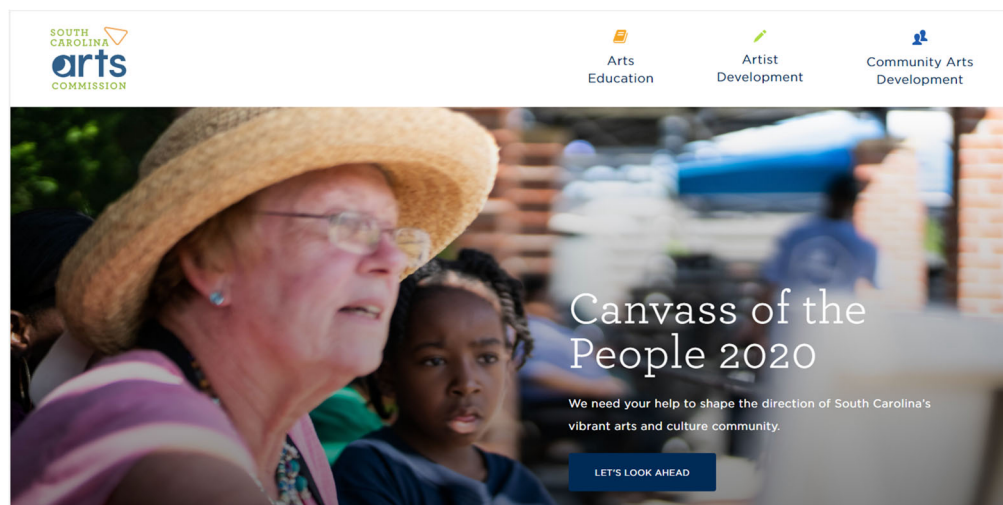 SOUTH
CAROLINA
arts
COMMISSION
Arts
Education
Artist
Development
Community Arts
Development
Canvass of the
People 2020
We need your help to shape the direction of South Carolina's
vibrant arts and culture community.
LET'S LOOK AHEAD